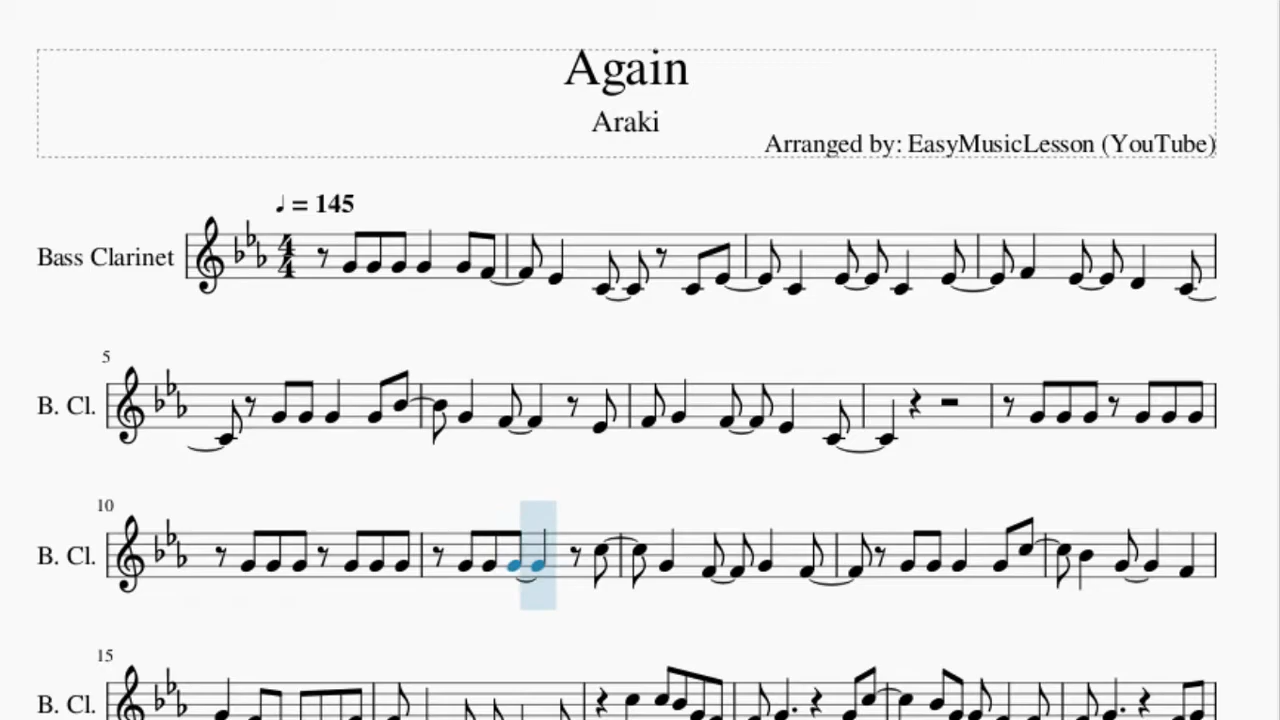 Again
Araki
Arranged by: EasyMusicLesson (YouTube)
♩ = 145
Bass Clarinet
4
4
5
B. Cl.
10
B. Cl.
15
B. Cl.